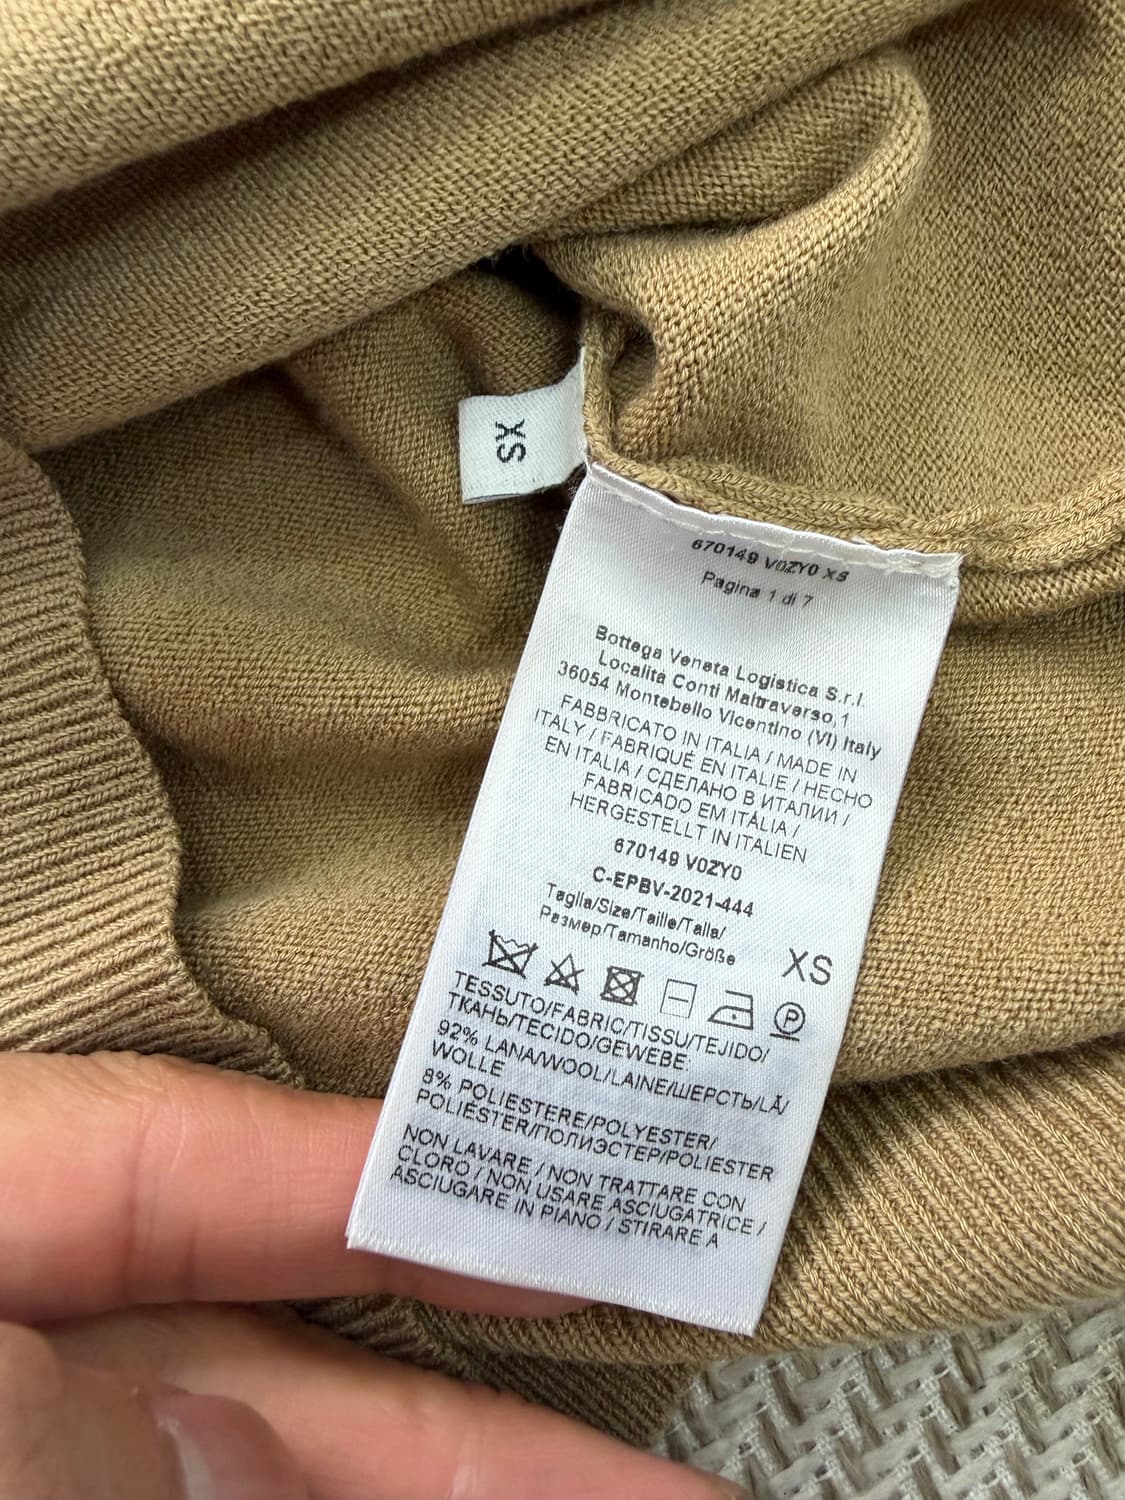 XS
670149 V0ZY0 XS
Pagina 1 di 7
Bottega Veneta Logistica S.r.l.
Località Conti Maltraverso,1
36054 Montebello Vicentino (VI) Italy
FABBRICATO IN ITALIA / MADE IN
ITALY / FABRIQUÉ EN ITALIE / HECHO
EN ITALIA / СДЕЛАНО В ИТАЛИИ /
FABRICADO EM ITÁLIA /
HERGESTELLT IN ITALIEN
670149 V0ZY0
C-EPBV-2021-444
Taglia/Size/Taille/Talla/
Размер/Tamanho/Größe
XS
P
TESSUTO/FABRIC/TISSU/TEJIDO/
ТКАНЬ/TECIDO/GEWEBE:
92% LANA/WOOL/LAINE/ШЕРСТЬ/LÃ/
WOLLE
8% POLIESTERE/POLYESTER/
POLIÉSTER/ПОЛИЭСТЕР/POLIESTER
NON LAVARE / NON TRATTARE CON
CLORO / NON USARE ASCIUGATRICE /
ASCIUGARE IN PIANO / STIRARE A